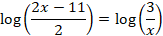 log((2x − 11)/2) = log(3/x)